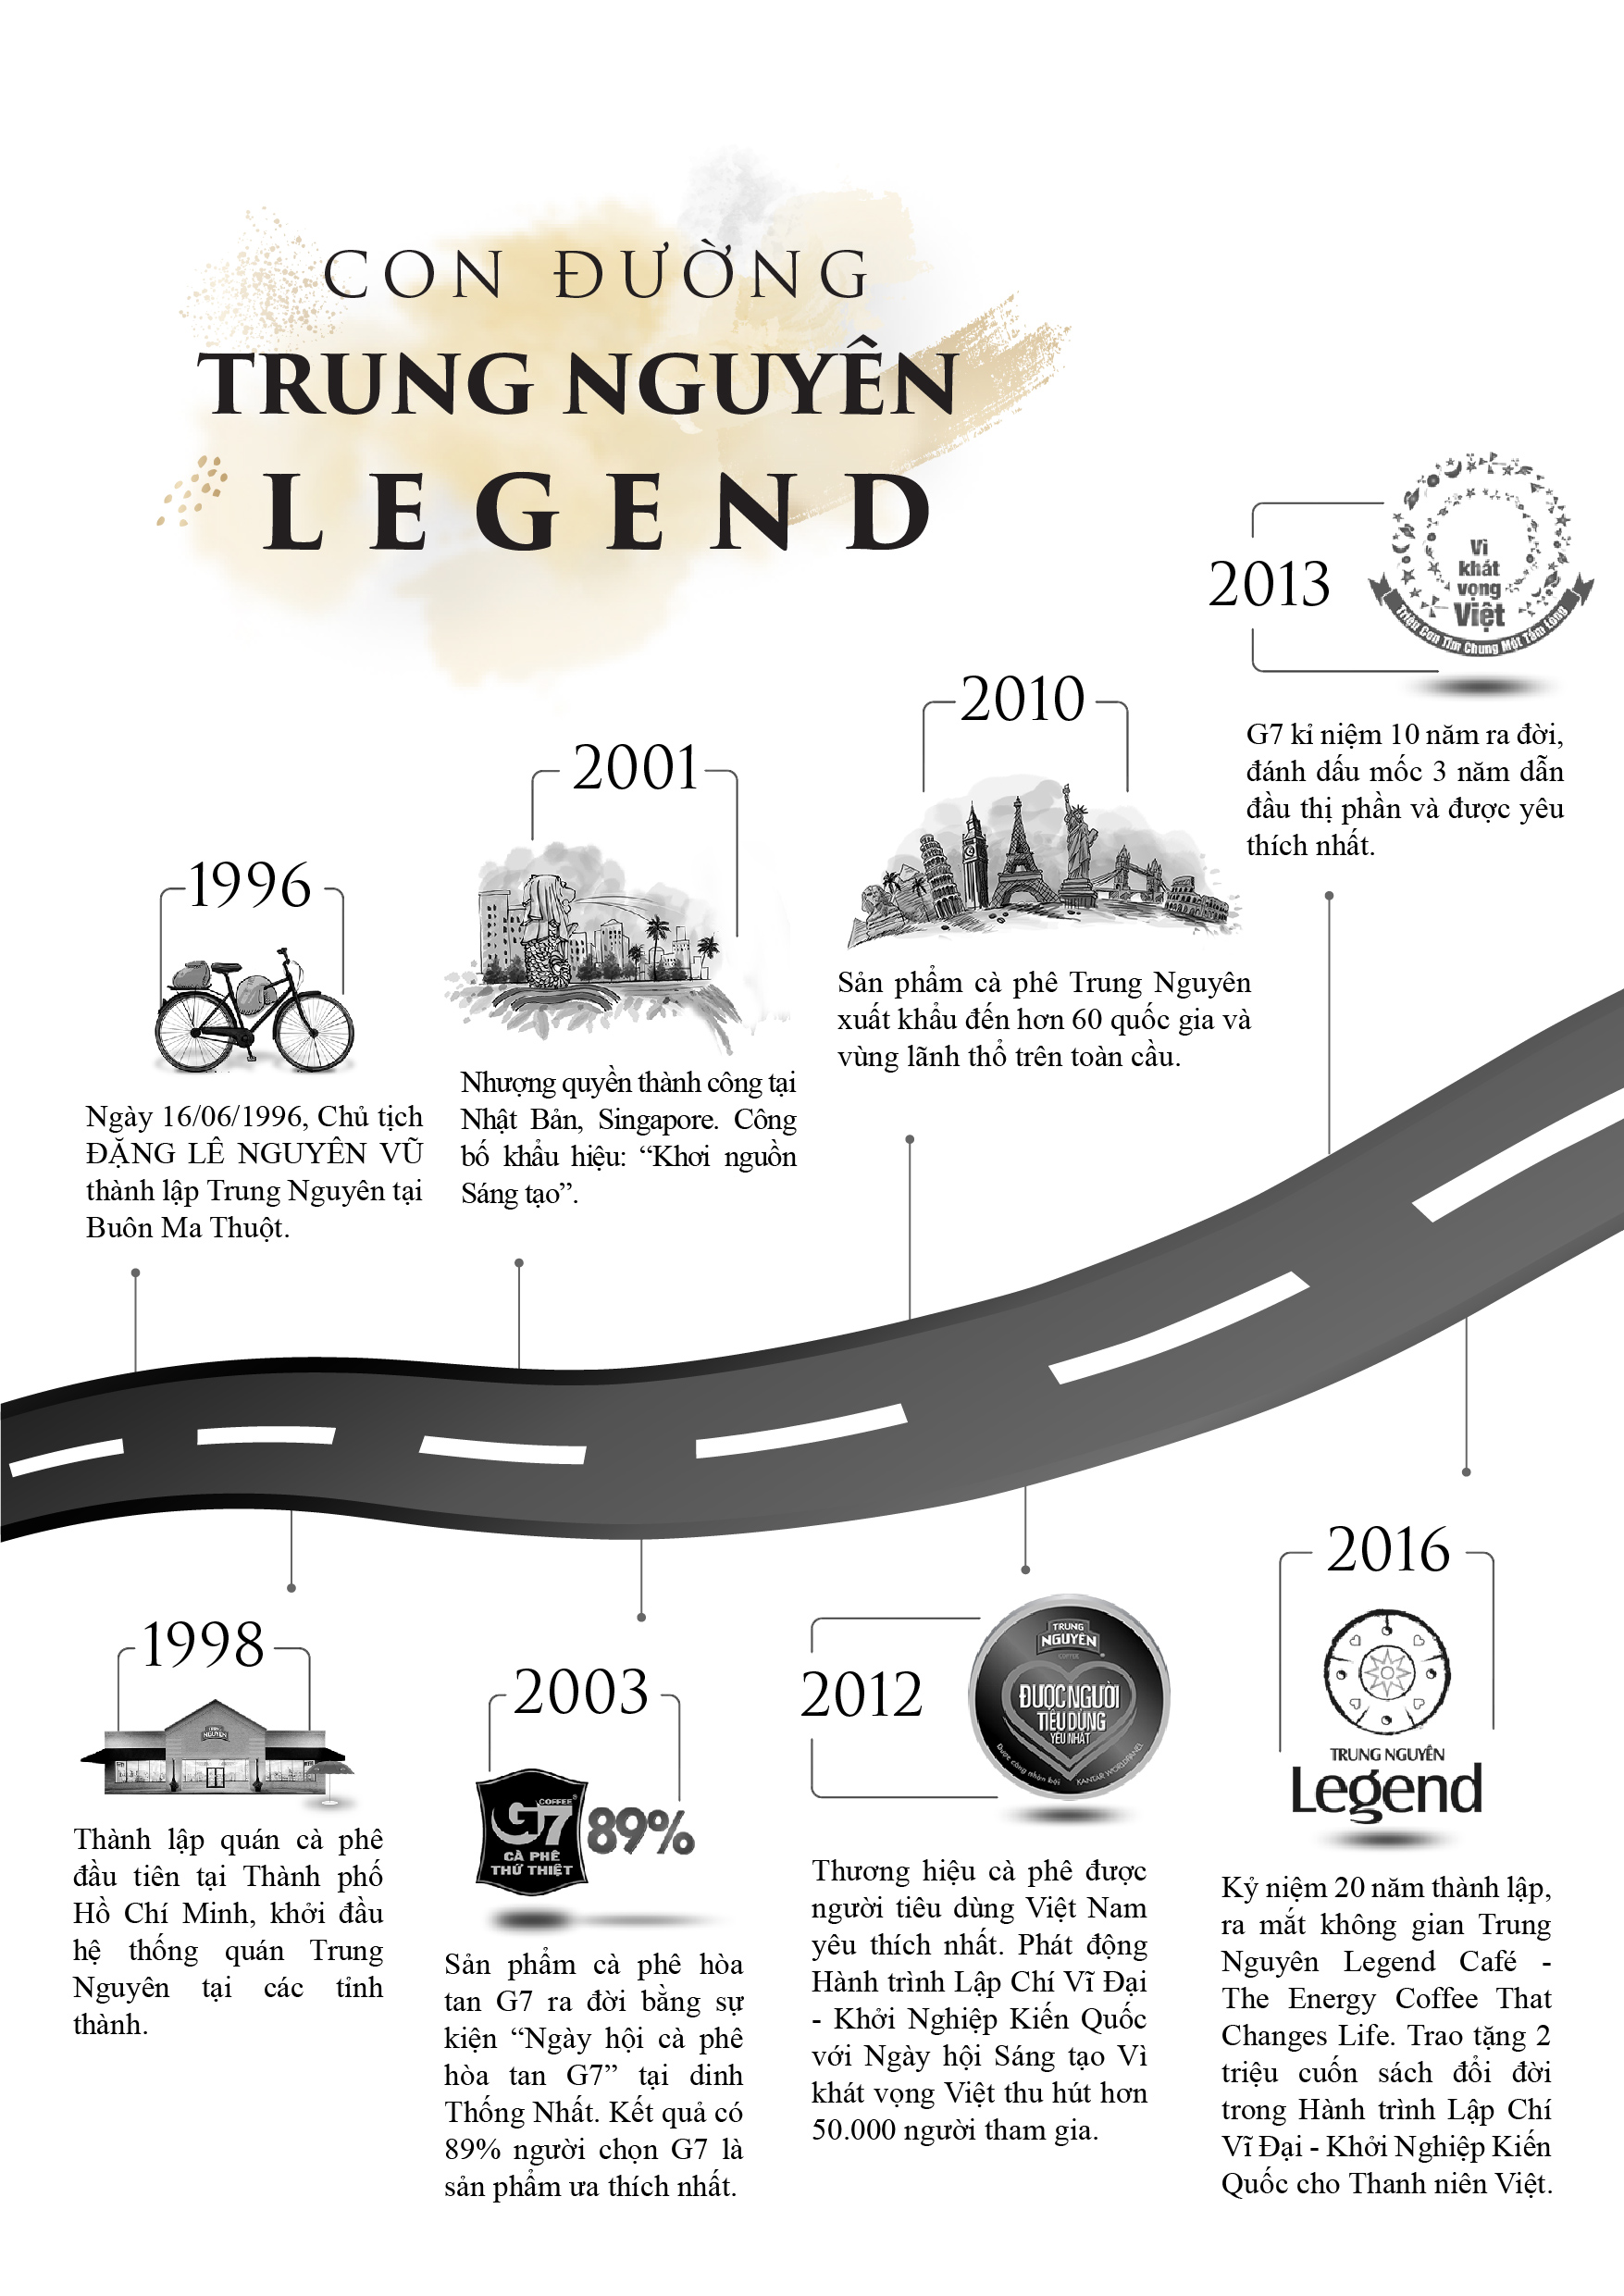 CON ĐƯỜNG
TRUNG NGUYÊN
LEGEND
1996
Ngày 16/06/1996, Chủ tịch
ĐẶNG LÊ NGUYÊN VŨ
thành lập Trung Nguyên tại
Buôn Ma Thuột.
2001
Nhượng quyền thành công tại
Nhật Bản, Singapore. Công
bố khẩu hiệu: “Khơi nguồn
Sáng tạo”.
2010
Sản phẩm cà phê Trung Nguyên
xuất khẩu đến hơn 60 quốc gia và
vùng lãnh thổ trên toàn cầu.
2013
Vì
khát
vọng
Việt
Triệu Con Tim Chung Một Tấm Lòng
G7 kỉ niệm 10 năm ra đời,
đánh dấu mốc 3 năm dẫn
đầu thị phần và được yêu
thích nhất.
1998
TRUNG
NGUYÊN
Thành lập quán cà phê
đầu tiên tại Thành phố
Hồ Chí Minh, khởi đầu
hệ thống quán Trung
Nguyên tại các tỉnh
thành.
2003
COFFEE
G7
CÀ PHÊ
THỨ THIỆT
89%
Sản phẩm cà phê hòa
tan G7 ra đời bằng sự
kiện “Ngày hội cà phê
hòa tan G7” tại dinh
Thống Nhất. Kết quả có
89% người chọn G7 là
sản phẩm ưa thích nhất.
2012
TRUNG
NGUYÊN
COFFEE
ĐƯỢC NGƯỜI
TIÊU DÙNG
YÊU NHẤT
Được công nhận bởi KANTAR WORLDPANEL
Thương hiệu cà phê được
người tiêu dùng Việt Nam
yêu thích nhất. Phát động
Hành trình Lập Chí Vĩ Đại
- Khởi Nghiệp Kiến Quốc
với Ngày hội Sáng tạo Vì
khát vọng Việt thu hút hơn
50.000 người tham gia.
2016
TRUNG NGUYÊN
Legend
Kỷ niệm 20 năm thành lập,
ra mắt không gian Trung
Nguyên Legend Café -
The Energy Coffee That
Changes Life. Trao tặng 2
triệu cuốn sách đổi đời
trong Hành trình Lập Chí
Vĩ Đại - Khởi Nghiệp Kiến
Quốc cho Thanh niên Việt.